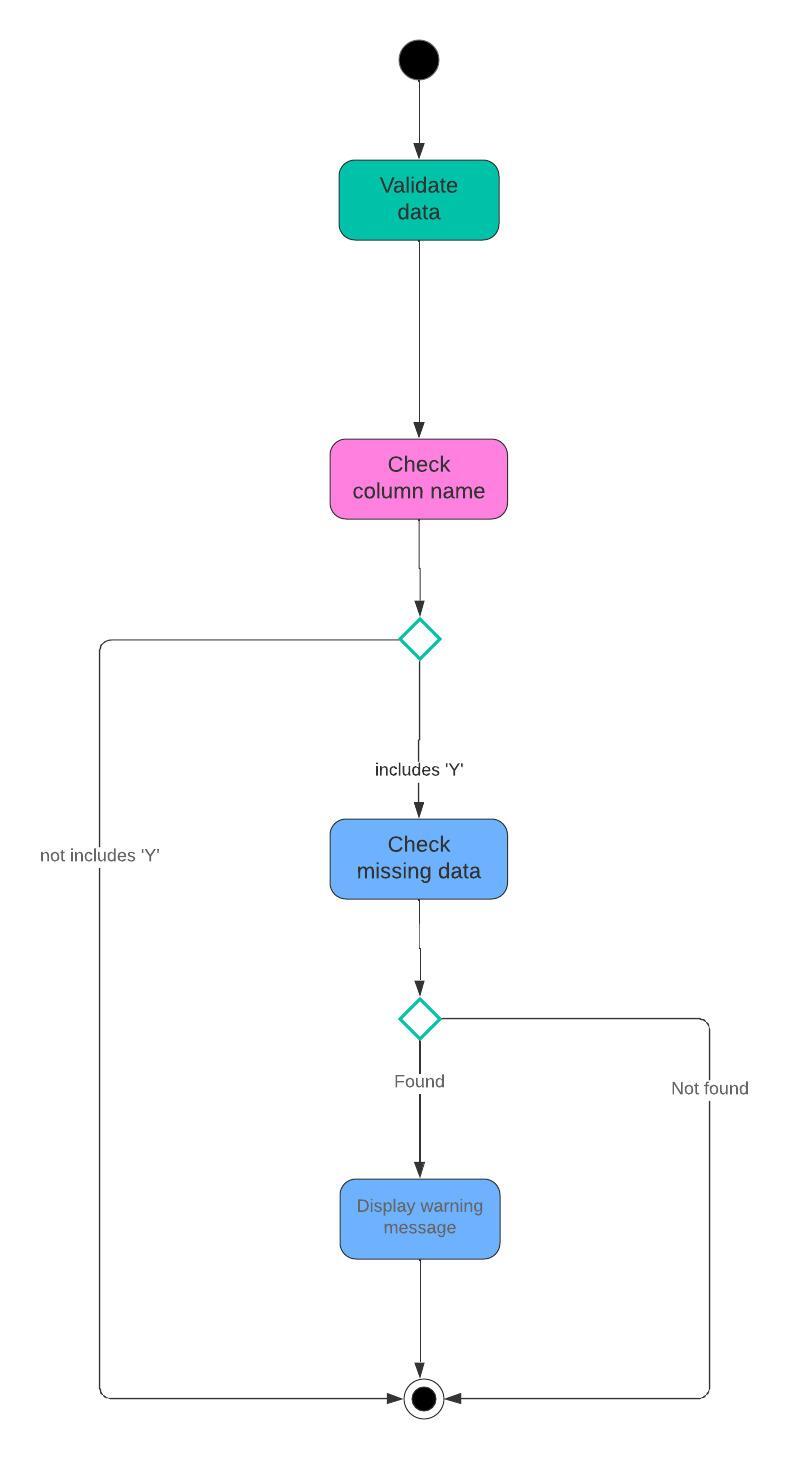 Validate
data
Check
column name
includes 'Y'
Check
missing data
not includes 'Y'
Found
Not found
Display warning
message